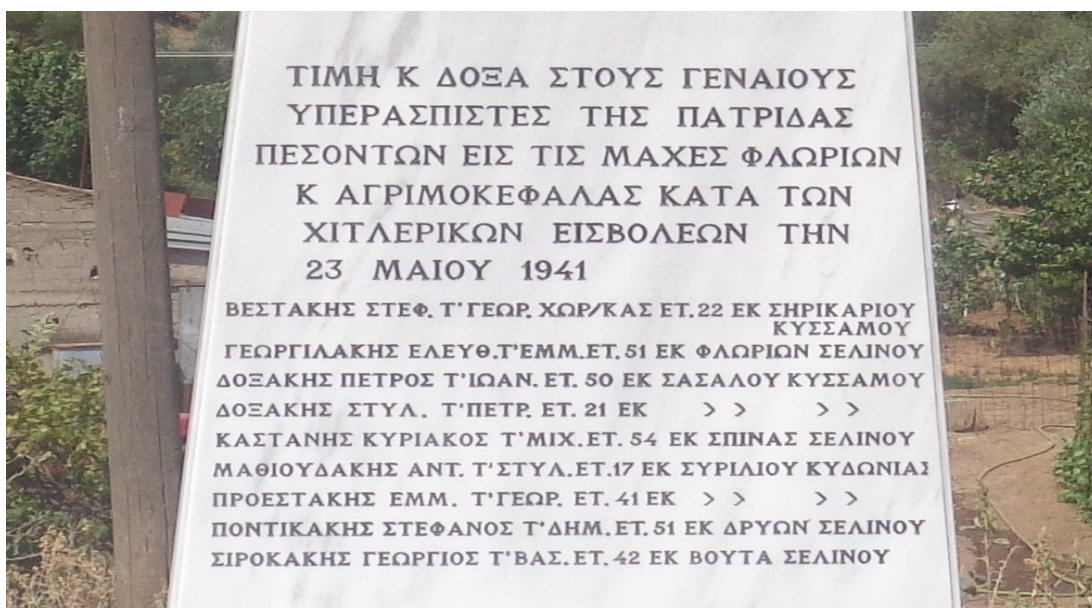 ΤΙΜΗ Κ ΔΟΞΑ ΣΤΟΥΣ ΓΕΝΑΙΟΥΣ
ΥΠΕΡΑΣΠΙΣΤΕΣ ΤΗΣ ΠΑΤΡΙΔΑΣ
ΠΕΣΟΝΤΩΝ ΕΙΣ ΤΙΣ ΜΑΧΕΣ ΦΛΩΡΙΩΝ
Κ ΑΓΡΙΜΟΚΕΦΑΛΑΣ ΚΑΤΑ ΤΩΝ
ΧΙΤΛΕΡΙΚΩΝ ΕΙΣΒΟΛΕΩΝ ΤΗΝ
23 ΜΑΙΟΥ 1941
ΒΕΣΤΑΚΗΣ ΣΤΕΦ. Τ'ΓΕΩΡ. ΧΩΡ/ΚΑΣ ΕΤ.22 ΕΚ ΣΗΡΙΚΑΡΙΟΥ
ΚΥΣΣΑΜΟΥ
ΓΕΩΡΓΙΛΑΚΗΣ ΕΛΕΥΘ.Τ'ΕΜΜ.ΕΤ.51 ΕΚ ΦΛΩΡΙΩΝ ΣΕΛΙΝΟΥ
ΔΟΞΑΚΗΣ ΠΕΤΡΟΣ Τ'ΙΩΑΝ.ΕΤ. 50 ΕΚ ΣΑΣΑΛΟΥ ΚΥΣΣΑΜΟΥ
ΔΟΞΑΚΗΣ ΣΤΥΛ. Τ'ΠΕΤΡ. ΕΤ. 21 ΕΚ > > > >
ΚΑΣΤΑΝΗΣ ΚΥΡΙΑΚΟΣ Τ'ΜΙΧ.ΕΤ. 54 ΕΚ ΣΠΙΝΑΣ ΣΕΛΙΝΟΥ
ΜΑΘΙΟΥΔΑΚΗΣ ΑΝΤ. Τ'ΣΤΥΛ.ΕΤ.17 ΕΚ ΣΥΡΙΛΙΟΥ ΚΥΔΩΝΙΑΣ
ΠΡΟΕΣΤΑΚΗΣ ΕΜΜ. Τ'ΓΕΩΡ. ΕΤ. 41 ΕΚ > > > >
ΠΟΝΤΙΚΑΚΗΣ ΣΤΕΦΑΝΟΣ Τ'ΔΗΜ.ΕΤ.51 ΕΚ ΔΡΥΩΝ ΣΕΛΙΝΟΥ
ΣΙΡΟΚΑΚΗΣ ΓΕΩΡΓΙΟΣ Τ'ΒΑΣ.ΕΤ.42 ΕΚ ΒΟΥΤΑ ΣΕΛΙΝΟΥ